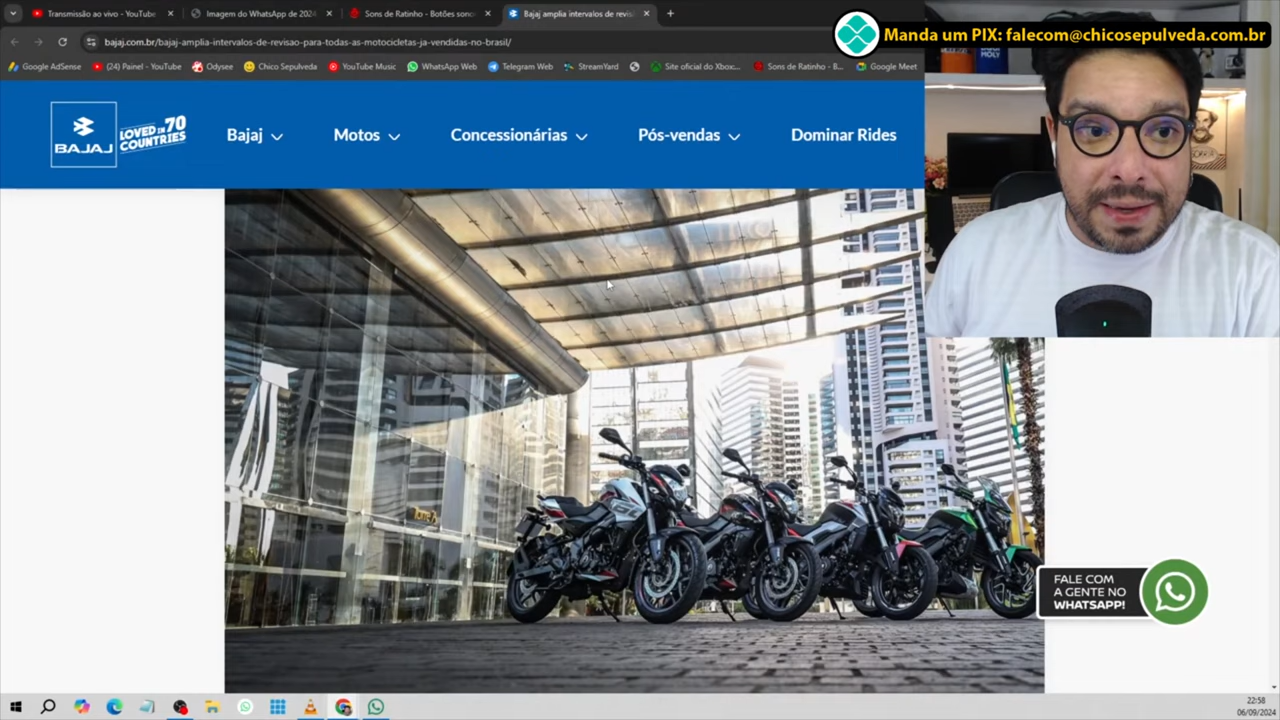 Transmissão ao vivo - YouTube
Imagem do WhatsApp de 2024
Sons de Ratinho - Botões sono
Bajaj amplia intervalos de revis
bajaj.com.br/bajaj-amplia-intervalos-de-revisao-para-todas-as-motocicletas-ja-vendidas-no-brasil/
Manda um PIX: falecom@chicosepulveda.com.br
Google AdSense
(24) Painel - YouTube
Odysee
Chico Sepulveda
YouTube Music
WhatsApp Web
Telegram Web
StreamYard
Site oficial do Xbox...
Sons de Ratinho - B...
Google Meet
MOLY
BAJAJ
LOVED IN 70
COUNTRIES
Bajaj
Motos
Concessionárias
Pós-vendas
Dominar Rides
FALE COM
A GENTE NO
WHATSAPP!
22:58
06/09/2024